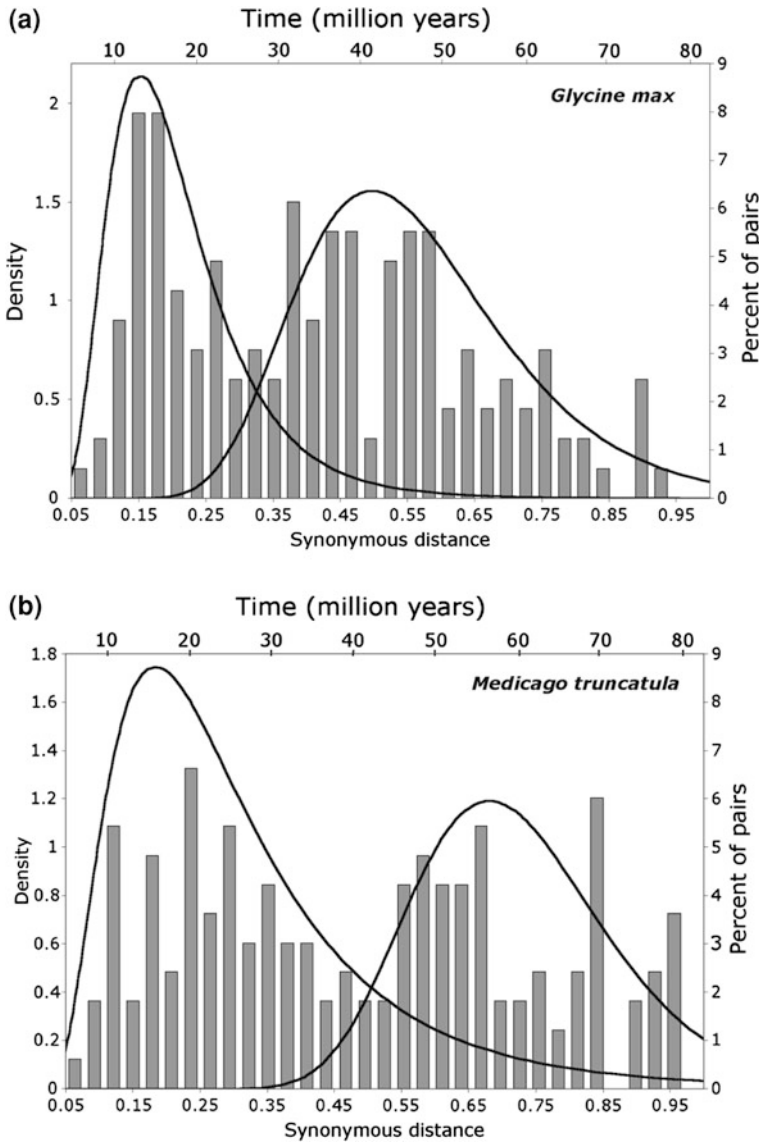 (a)
Time (million years)
10 20 30 40 50 60 70 80
Glycine max
Density
2
1.5
1
0.5
0
9
8
7
6
5
4
3
2
1
0
Percent of pairs
0.05 0.15 0.25 0.35 0.45 0.55 0.65 0.75 0.85 0.95
Synonymous distance
(b)
Time (million years)
10 20 30 40 50 60 70 80
Medicago truncatula
Density
1.8
1.6
1.4
1.2
1
0.8
0.6
0.4
0.2
0
9
8
7
6
5
4
3
2
1
0
Percent of pairs
0.05 0.15 0.25 0.35 0.45 0.55 0.65 0.75 0.85 0.95
Synonymous distance